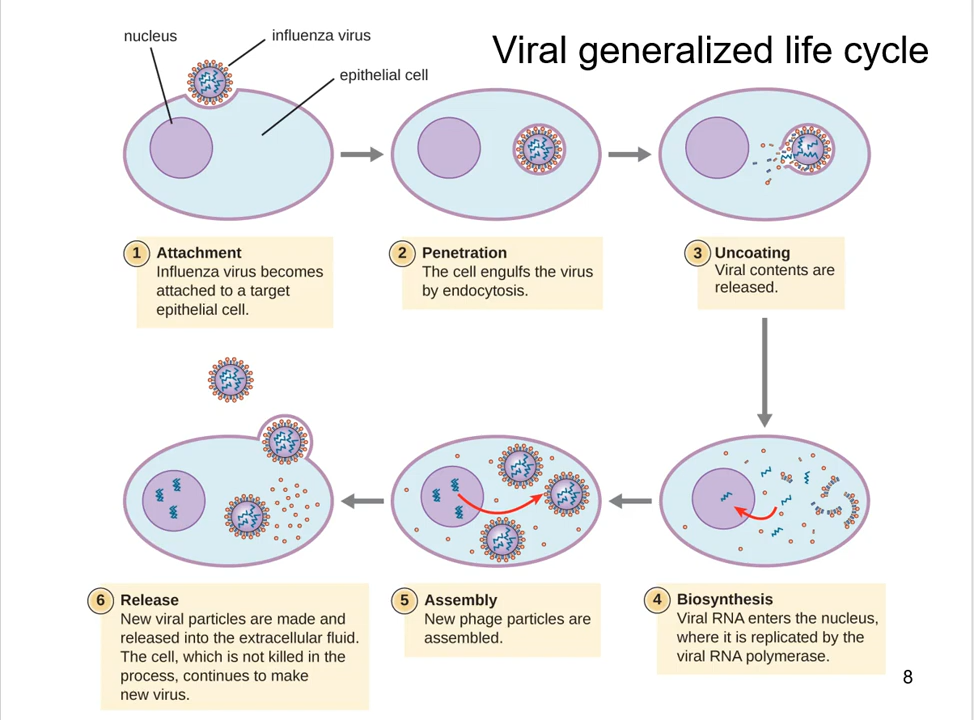 Viral generalized life cycle
nucleus
influenza virus
epithelial cell
1 Attachment
Influenza virus becomes
attached to a target
epithelial cell.
2 Penetration
The cell engulfs the virus
by endocytosis.
3 Uncoating
Viral contents are
released.
4 Biosynthesis
Viral RNA enters the nucleus,
where it is replicated by the
viral RNA polymerase.
5 Assembly
New phage particles are
assembled.
6 Release
New viral particles are made and
released into the extracellular fluid.
The cell, which is not killed in the
process, continues to make
new virus.
8